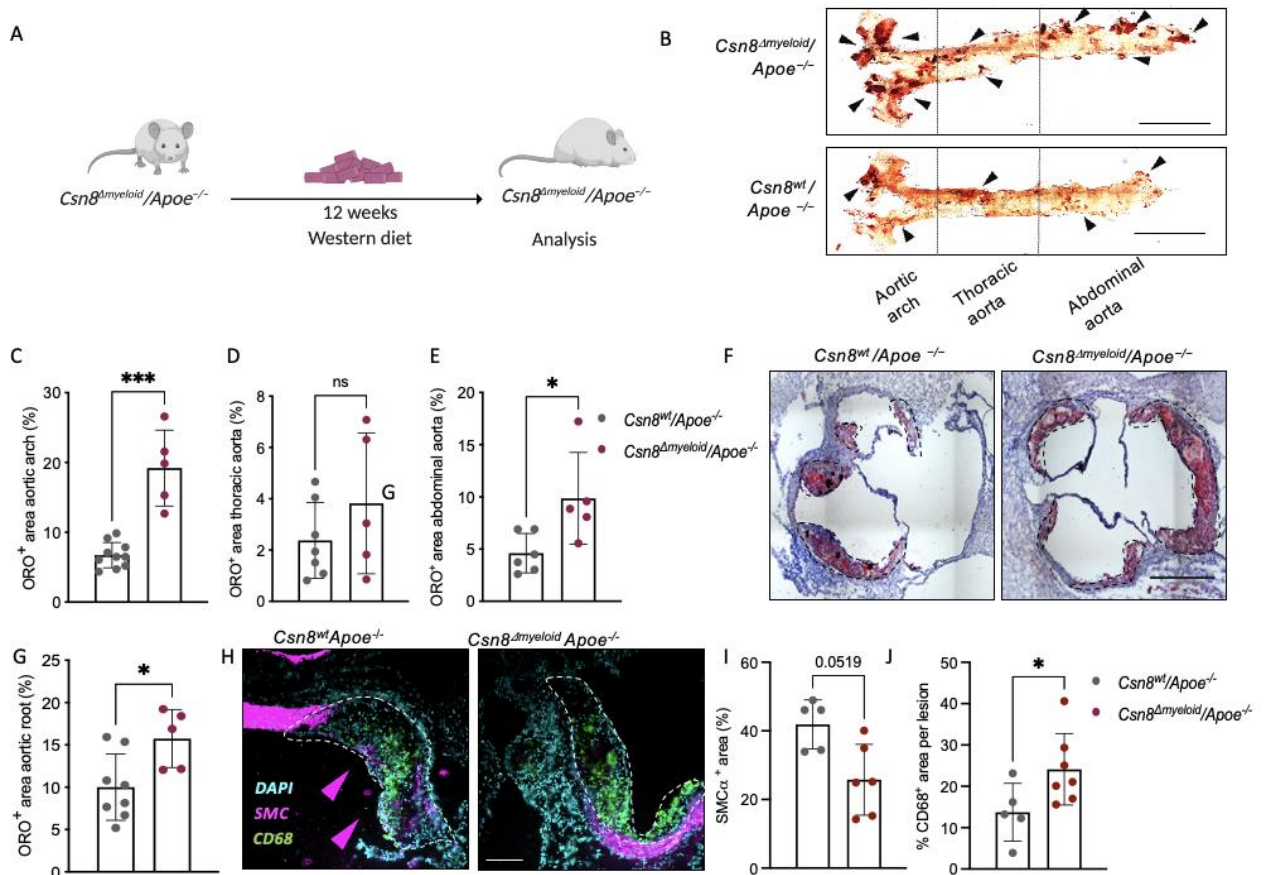 A
Csn8Δmyeloid/Apoe−/−
12 weeks
Western diet
Csn8Δmyeloid/Apoe−/−
Analysis
B
Csn8Δmyeloid/
Apoe−/−
Csn8wt/
Apoe −/−
Aortic
arch
Thoracic
aorta
Abdominal
aorta
C
ORO+ area aortic arch (%)
30
20
10
0
***
D
ORO+ area thoracic aorta (%)
8
6
4
2
0
ns
G
E
ORO+ area abdominal aorta (%)
20
15
10
5
0
*
Csn8wt/Apoe-/-
Csn8Δmyeloid/Apoe-/-
F
Csn8wt/Apoe −/−
Csn8Δmyeloid/Apoe−/−
G
ORO+ area aortic root (%)
25
20
15
10
5
0
*
H
Csn8wtApoe-/-
Csn8Δmyeloid Apoe-/-
DAPI
SMC
CD68
I
SMCα+ area (%)
60
40
20
0
0.0519
J
% CD68+ area per lesion
50
40
30
20
10
0
*
Csn8wt/Apoe-/-
Csn8Δmyeloid/Apoe-/-